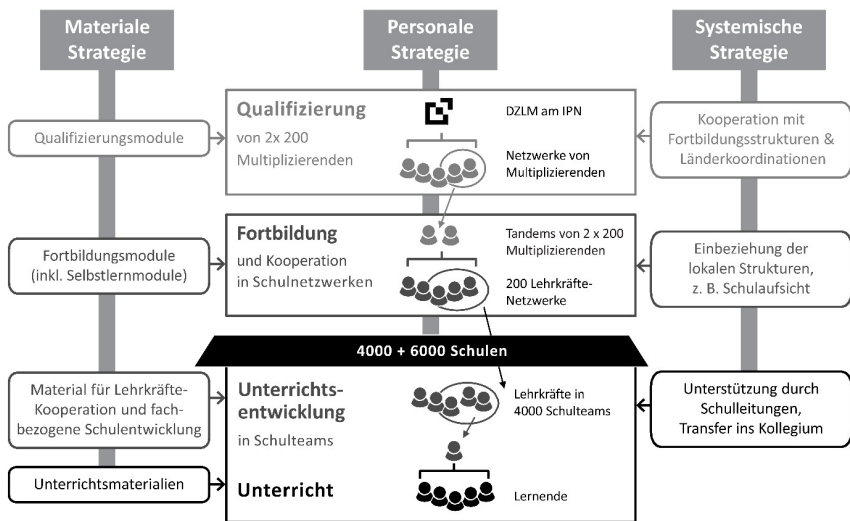 Materiale
Strategie
Personale
Strategie
Systemische
Strategie
Qualifizierungsmodule
Qualifizierung
von 2x 200
Multiplizierenden
DZLM am IPN
Netzwerke von
Multiplizierenden
Kooperation mit
Fortbildungsstrukturen &
Länderkoordinationen
Fortbildungsmodule
(inkl. Selbstlernmodule)
Fortbildung
und Kooperation
in Schulnetzwerken
Tandems von 2 x 200
Multiplizierenden
200 Lehrkräfte-
Netzwerke
Einbeziehung der
lokalen Strukturen,
z. B. Schulaufsicht
4000 + 6000 Schulen
Material für Lehrkräfte-
Kooperation und fach-
bezogene Schulentwicklung
Unterrichts-
entwicklung
in Schulteams
Lehrkräfte in
4000 Schulteams
Unterstützung durch
Schulleitungen,
Transfer ins Kollegium
Unterrichtsmaterialien
Unterricht
Lernende